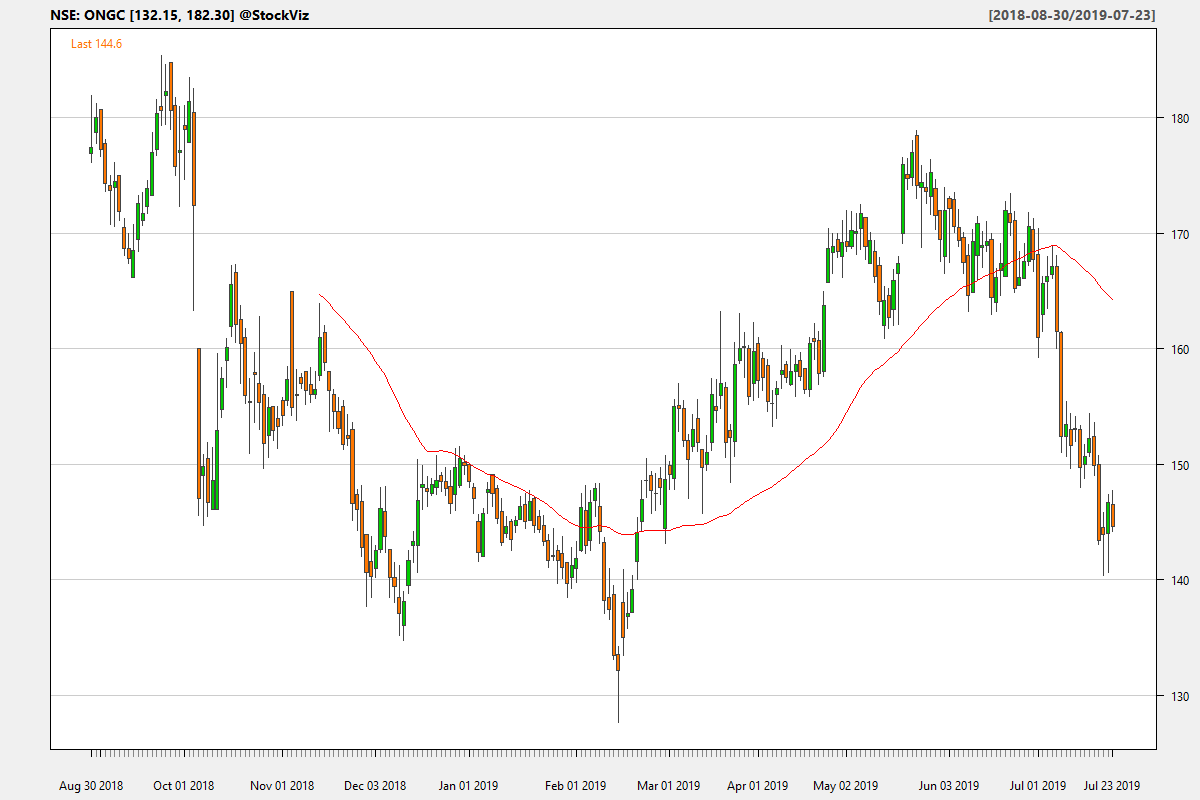 NSE: ONGC [132.15, 182.30] @StockViz [2018-08-30/2019-07-23]
Last 144.6
180
170
160
150
140
130
Aug 30 2018 Oct 01 2018 Nov 01 2018 Dec 03 2018 Jan 01 2019 Feb 01 2019 Mar 01 2019 Apr 01 2019 May 02 2019 Jun 03 2019 Jul 01 2019 Jul 23 2019